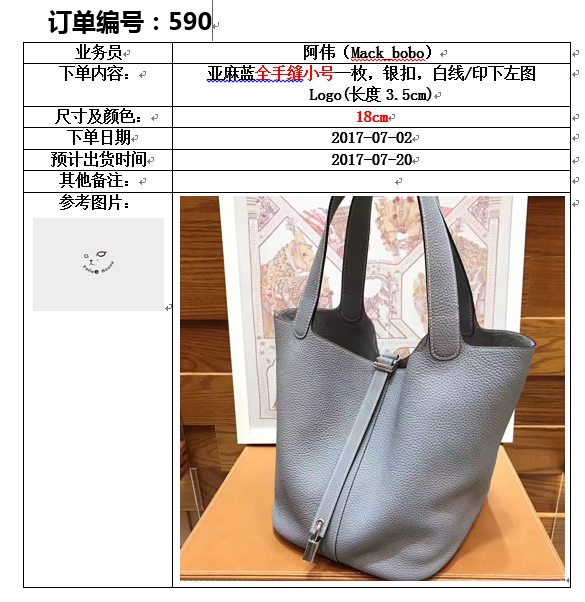 订单编号：590
业务员
阿伟（Mack_bobo）
下单内容：
亚麻蓝全手缝小号一枚，银扣，白线/印下左图
Logo(长度 3.5cm)
尺寸及颜色：
18cm
下单日期
2017-07-02
预计出货时间
2017-07-20
其他备注：
参考图片：